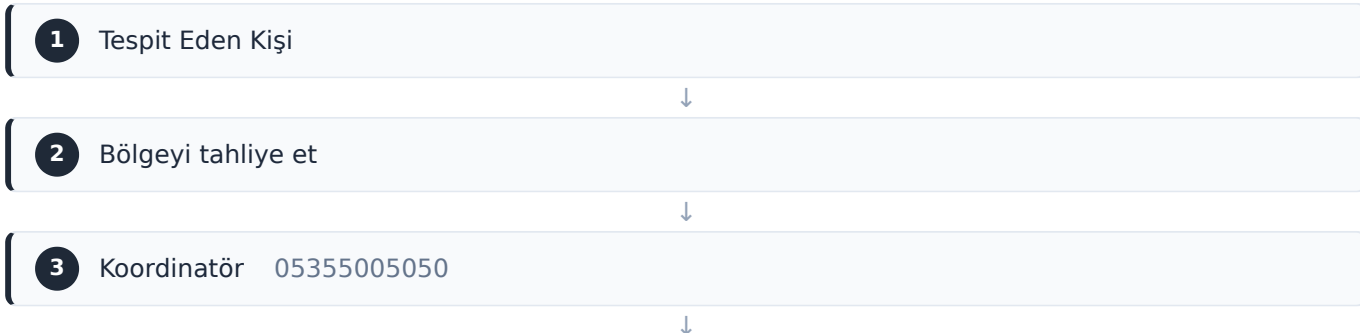 1 Tespit Eden Kişi
↓
2 Bölgeyi tahliye et
↓
3 Koordinatör 05355005050
↓